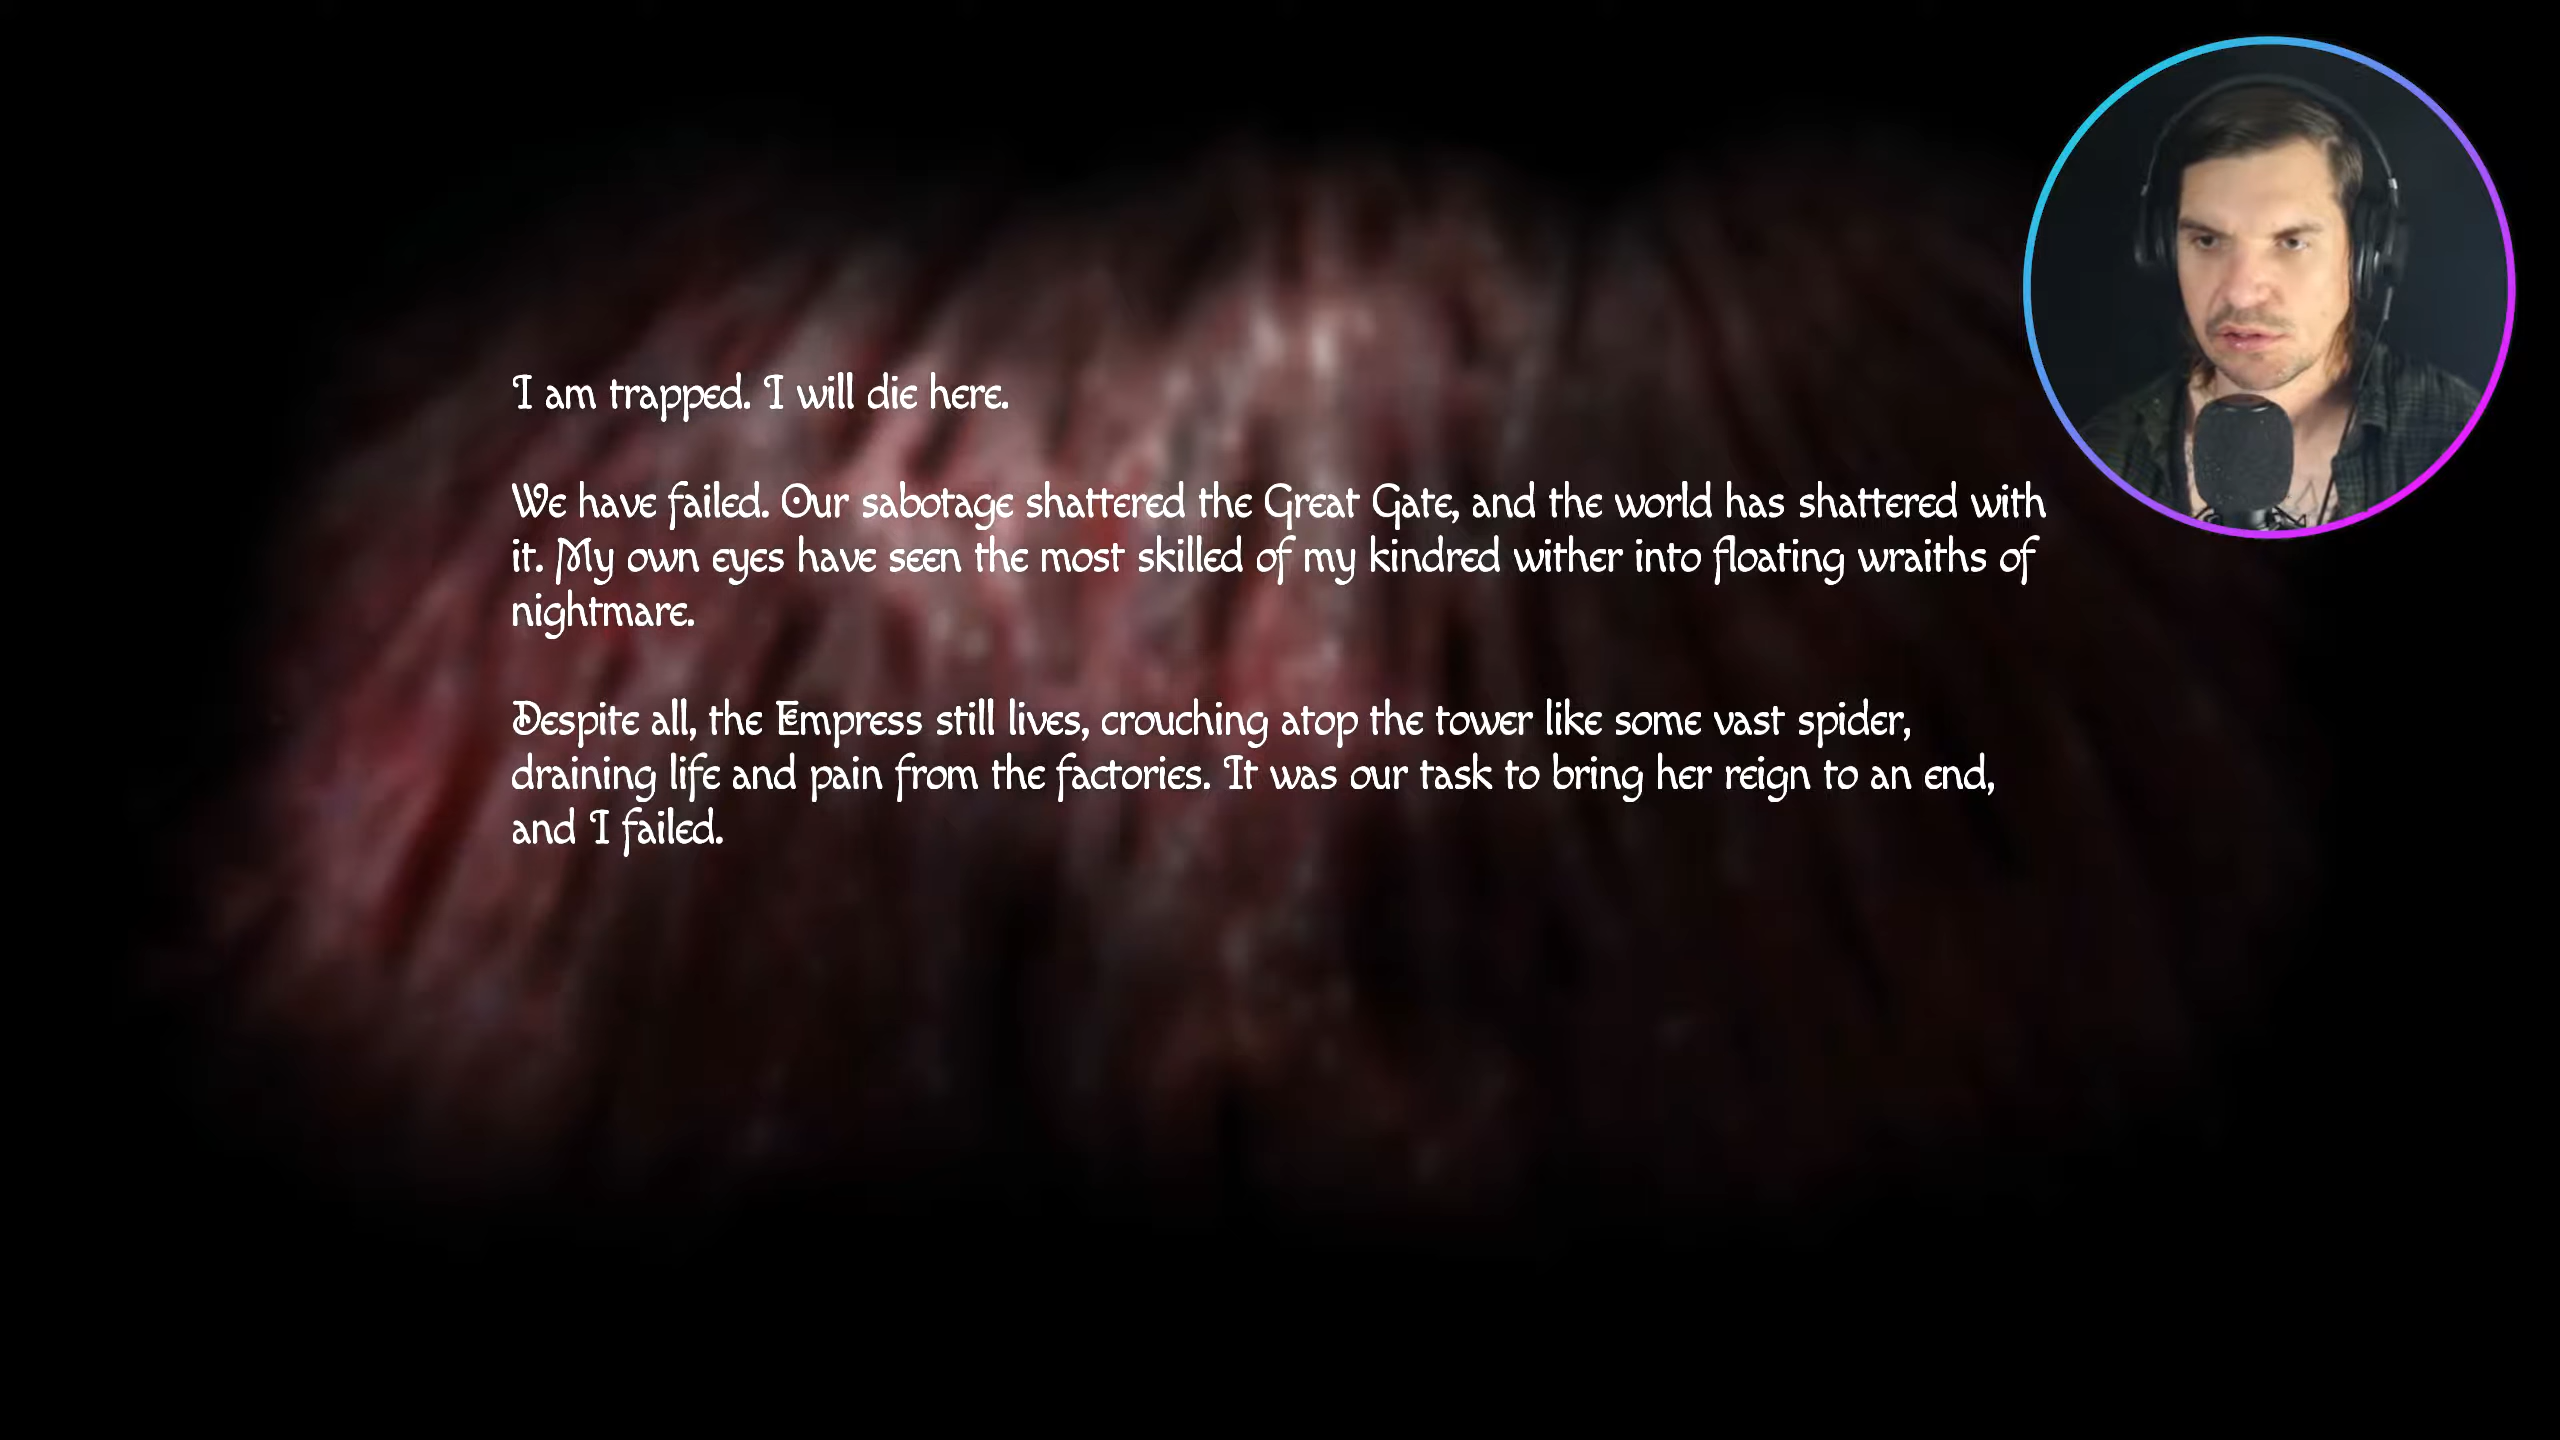 I am trapped. I will die here.
We have failed. Our sabotage shattered the Great Gate, and the world has shattered with
it. My own eyes have seen the most skilled of my kindred wither into floating wraiths of
nightmare.
Despite all, the Empress still lives, crouching atop the tower like some vast spider,
draining life and pain from the factories. It was our task to bring her reign to an end,
and I failed.